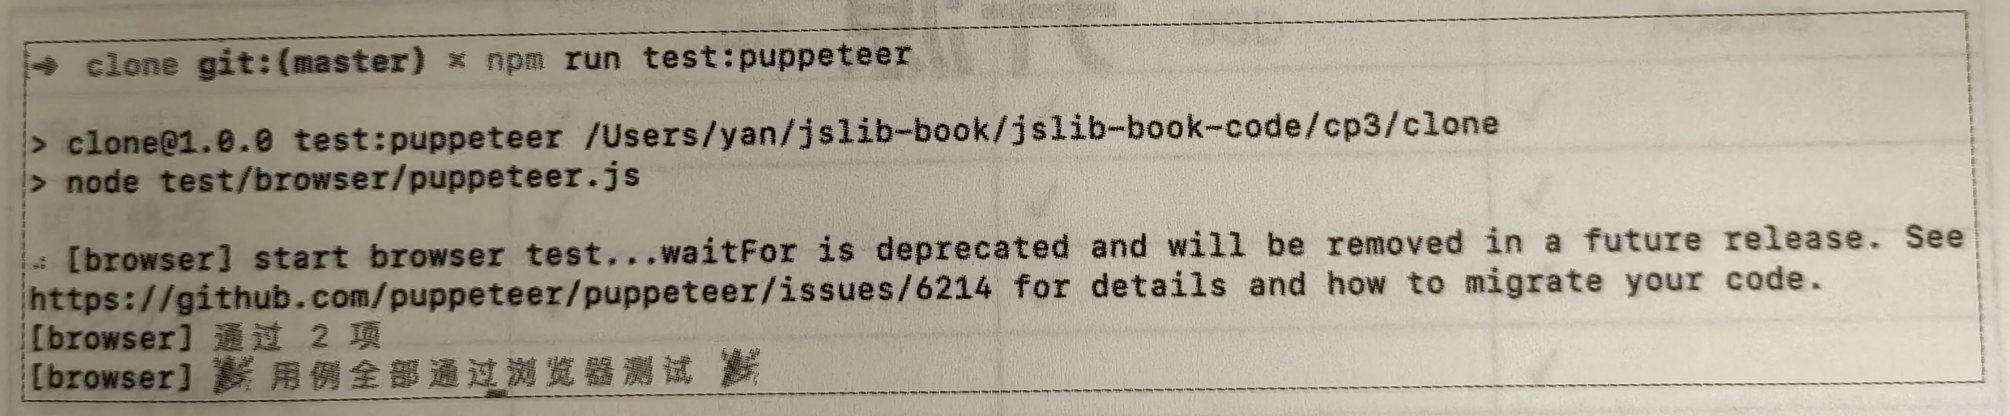 ➜ clone git:(master) × npm run test:puppeteer
> clone@1.0.0 test:puppeteer /Users/yan/jslib-book/jslib-book-code/cp3/clone
> node test/browser/puppeteer.js
[browser] start browser test...waitFor is deprecated and will be removed in a future release. See
https://github.com/puppeteer/puppeteer/issues/6214 for details and how to migrate your code.
[browser] 通过 2 项
[browser] 🎉 用例全部通过浏览器测试 🎉